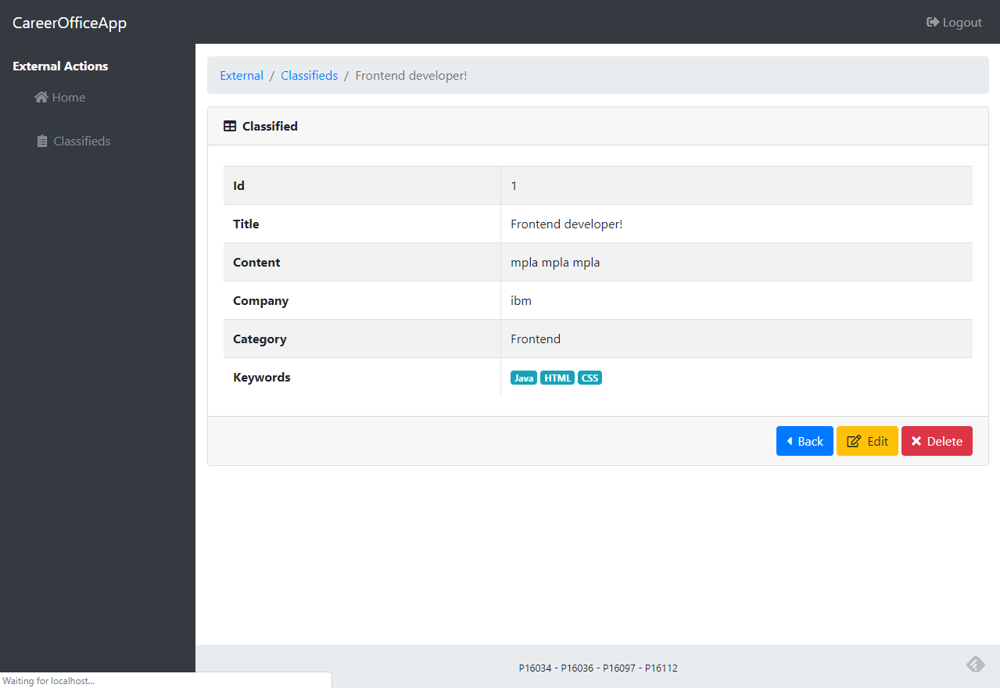 CareerOfficeApp
Logout
External Actions
Home
Classifieds
External / Classifieds / Frontend developer!
Classified
Id 1
Title Frontend developer!
Content mpla mpla mpla
Company ibm
Category Frontend
Keywords Java HTML CSS
Back Edit Delete
P16034 - P16036 - P16097 - P16112
Waiting for localhost...